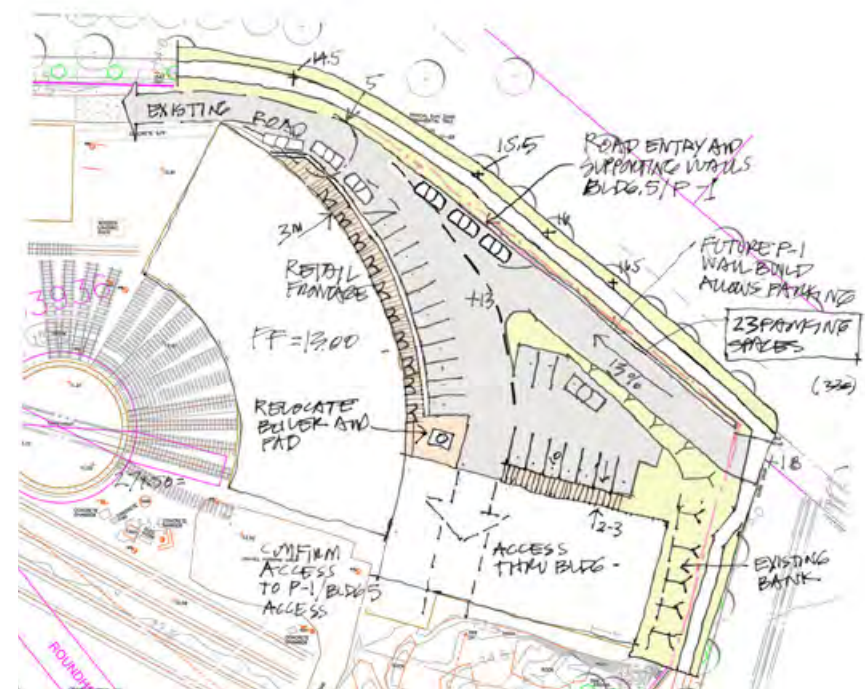 14.5
5
EXISTING
ROAD
15.5
ROAD ENTRY AND
SUPPORTING WALLS
BLDG. 5 / P-1
16
3M
FUTURE P-1
WALL BUILD
ALLOWS PARKING
16.5
RETAIL
FRONTAGE
+13
23 PARKING
SPACES
FF = 13.00
13%
RELOCATE
BOILER AND
PAD
+18
2-3
CONFIRM
ACCESS
TO P-1/BLDG 5
ACCESS
ACCESS
THRU BLDG -
EXISTING
BANK